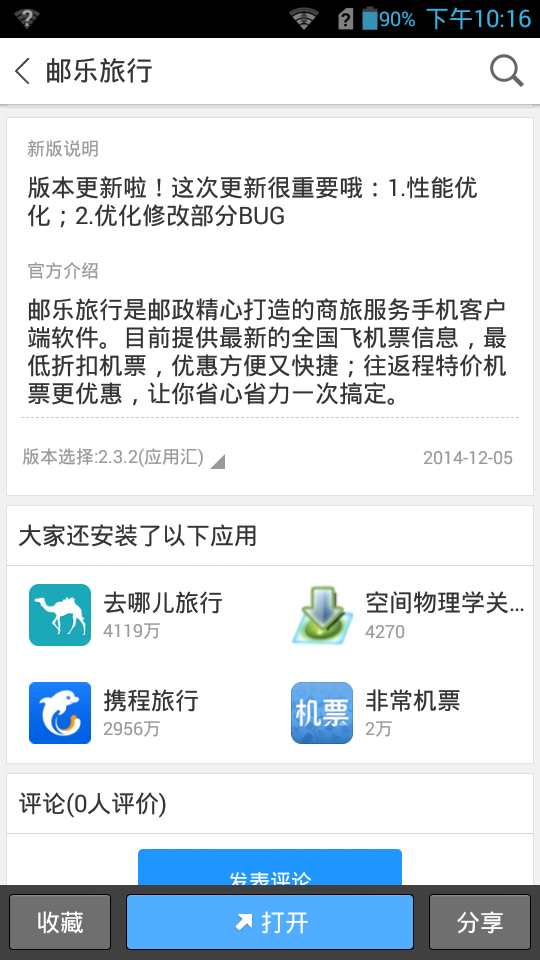 90% 下午10:16
邮乐旅行
新版说明
版本更新啦！这次更新很重要哦：1.性能优
化；2.优化修改部分BUG
官方介绍
邮乐旅行是邮政精心打造的商旅服务手机客户
端软件。目前提供最新的全国飞机票信息，最
低折扣机票，优惠方便又快捷；往返程特价机
票更优惠，让你省心省力一次搞定。
版本选择:2.3.2(应用汇) 2014-12-05
大家还安装了以下应用
去哪儿旅行 空间物理学关...
4119万 4270
携程旅行 机票 非常机票
2956万 2万
评论(0人评价)
发表评论
收藏 打开 分享